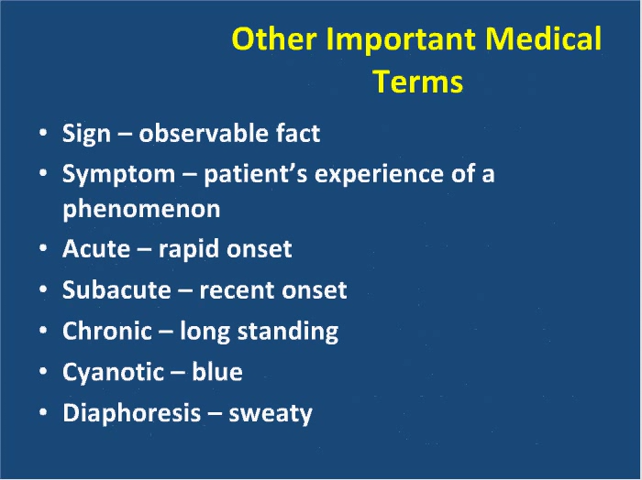 Other Important Medical
Terms
• Sign – observable fact
• Symptom – patient’s experience of a
phenomenon
• Acute – rapid onset
• Subacute – recent onset
• Chronic – long standing
• Cyanotic – blue
• Diaphoresis – sweaty